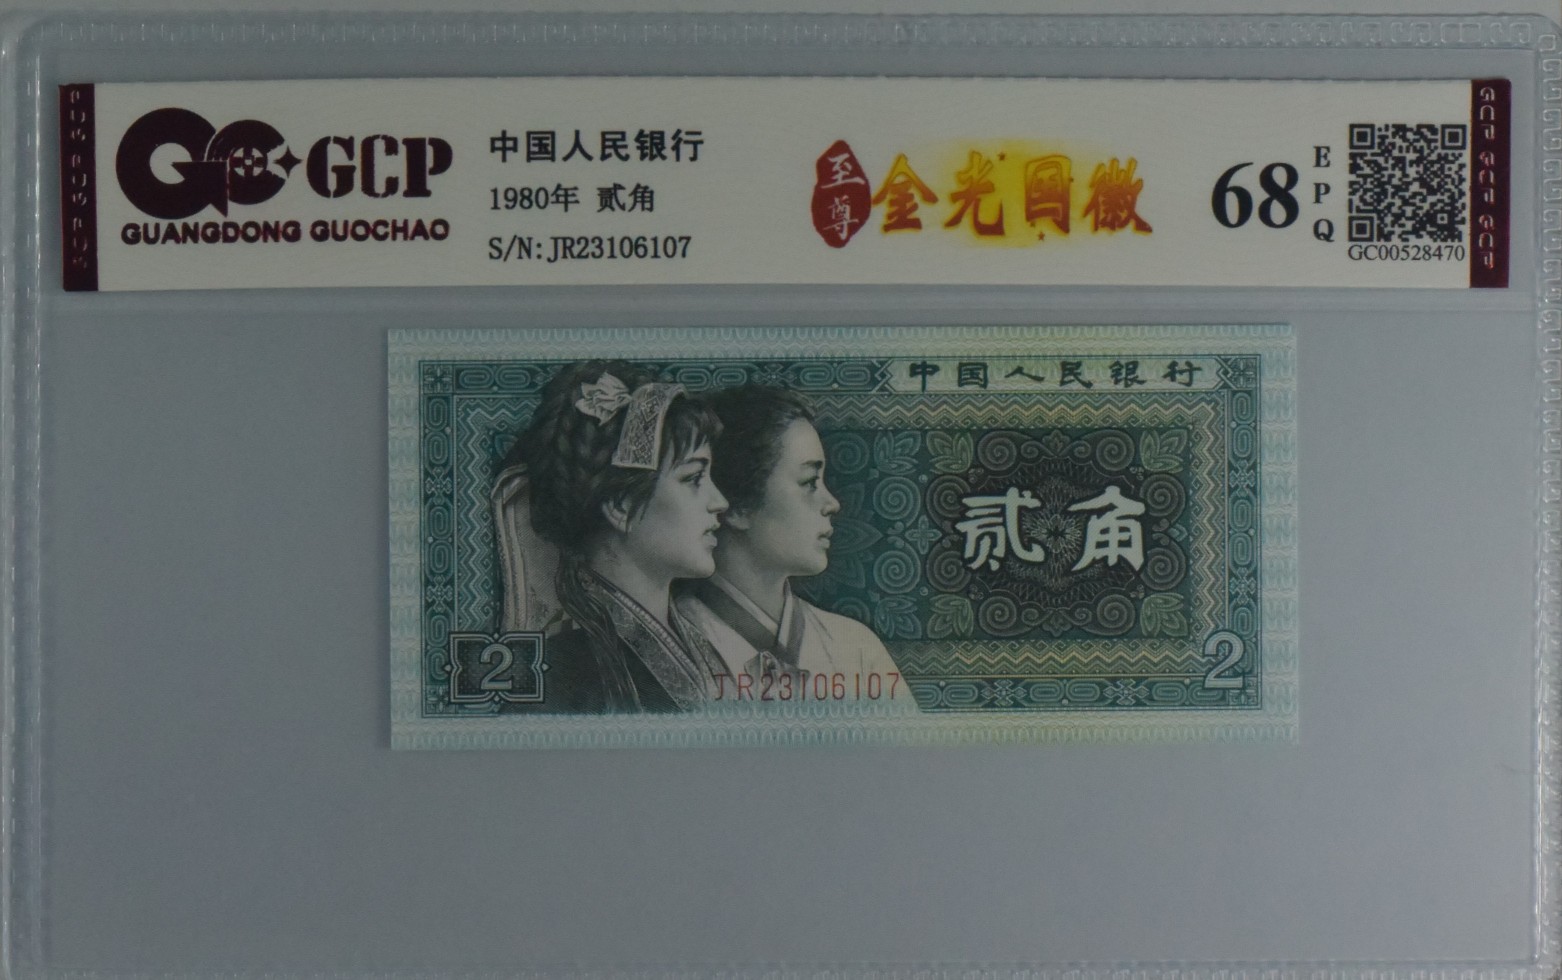 GCP
GUANGDONG GUOCHAO
中国人民银行
1980年 贰角
S/N: JR23106107
至尊
金光国徽
68
EPQ
GC00528470
中国人民银行
贰角
2
JR23106107
2